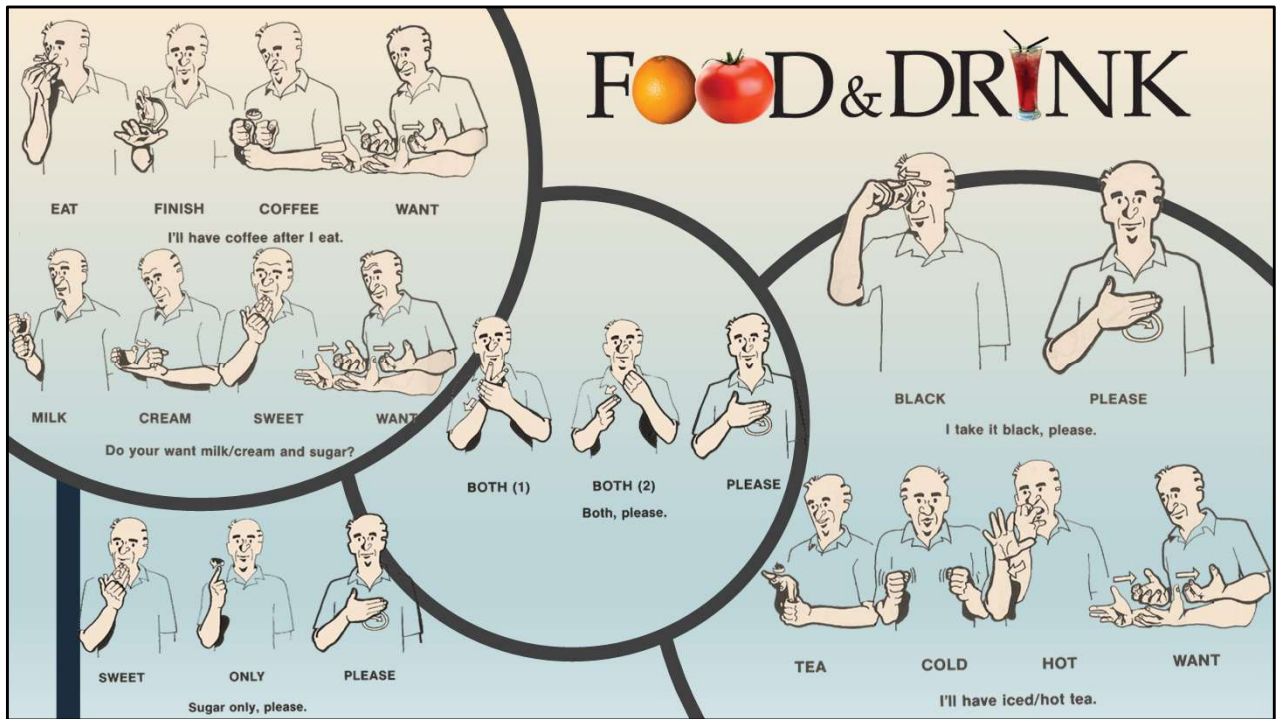 FOOD & DRINK
EAT FINISH COFFEE WANT
I'll have coffee after I eat.
MILK CREAM SWEET WANT
Do your want milk/cream and sugar?
BOTH (1) BOTH (2) PLEASE
Both, please.
SWEET ONLY PLEASE
Sugar only, please.
BLACK PLEASE
I take it black, please.
TEA COLD HOT WANT
I'll have iced/hot tea.